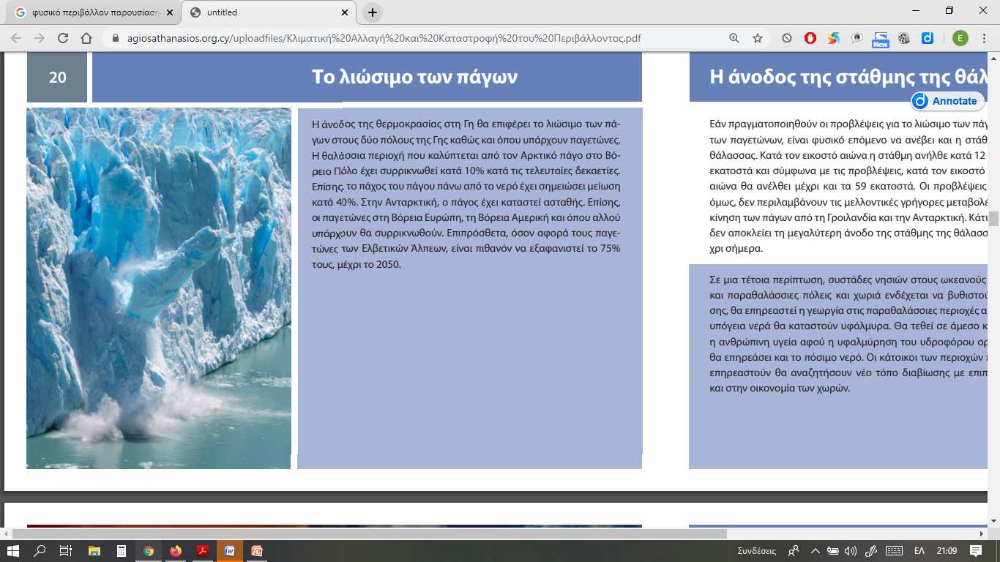 φυσικό περιβάλλον παρουσίαση
untitled
agiosathanasios.org.cy/uploadfiles/Κλιματική%20Αλλαγή%20και%20Καταστροφή%20του%20Περιβάλλοντος.pdf
New
E
20
Το λιώσιμο των πάγων
Η άνοδος της θερμοκρασίας στη Γη θα επιφέρει το λιώσιμο των πά-
γων στους δύο πόλους της Γης καθώς και όπου υπάρχουν παγετώνες.
Η θαλάσσια περιοχή που καλύπτεται από τον Αρκτικό πάγο στο Βό-
ρειο Πόλο έχει συρρικνωθεί κατά 10% κατά τις τελευταίες δεκαετίες.
Επίσης, το πάχος του πάγου πάνω από το νερό έχει σημειώσει μείωση
κατά 40%. Στην Ανταρκτική, ο πάγος έχει καταστεί ασταθής. Επίσης,
οι παγετώνες στη Βόρεια Ευρώπη, τη Βόρεια Αμερική και όπου αλλού
υπάρχουν θα συρρικνωθούν. Επιπρόσθετα, όσον αφορά τους παγε-
τώνες των Ελβετικών Άλπεων, είναι πιθανόν να εξαφανιστεί το 75%
τους, μέχρι το 2050.
Η άνοδος της στάθμης της θάλ
Annotate
Εάν πραγματοποιηθούν οι προβλέψεις για το λιώσιμο των πάγ
των παγετώνων, είναι φυσικό επόμενο να ανέβει και η στάθ
θάλασσας. Κατά τον εικοστό αιώνα η στάθμη ανήλθε κατά 12
εκατοστά και σύμφωνα με τις προβλέψεις, κατά τον εικοστό
αιώνα θα ανέλθει μέχρι και τα 59 εκατοστά. Οι προβλέψεις
όμως, δεν περιλαμβάνουν τις μελλοντικές γρήγορες μεταβολέ
κίνηση των πάγων από τη Γροιλανδία και την Ανταρκτική. Κάτι
δεν αποκλείει τη μεγαλύτερη άνοδο της στάθμης της θάλασσ
χρι σήμερα.
Σε μια τέτοια περίπτωση, συστάδες νησιών στους ωκεανούς
και παραθαλάσσιες πόλεις και χωριά ενδέχεται να βυθιστού
σης, θα επηρεαστεί η γεωργία στις παραθαλάσσιες περιοχές α
υπόγεια νερά θα καταστούν υφάλμυρα. Θα τεθεί σε άμεσο κ
η ανθρώπινη υγεία αφού η υφαλμύρηση του υδροφόρου ορ
θα επηρεάσει και το πόσιμο νερό. Οι κάτοικοι των περιοχών π
επηρεαστούν θα αναζητήσουν νέο τόπο διαβίωσης με επιπ
και στην οικονομία των χωρών.
Συνδέσεις
ΕΛ
21:09